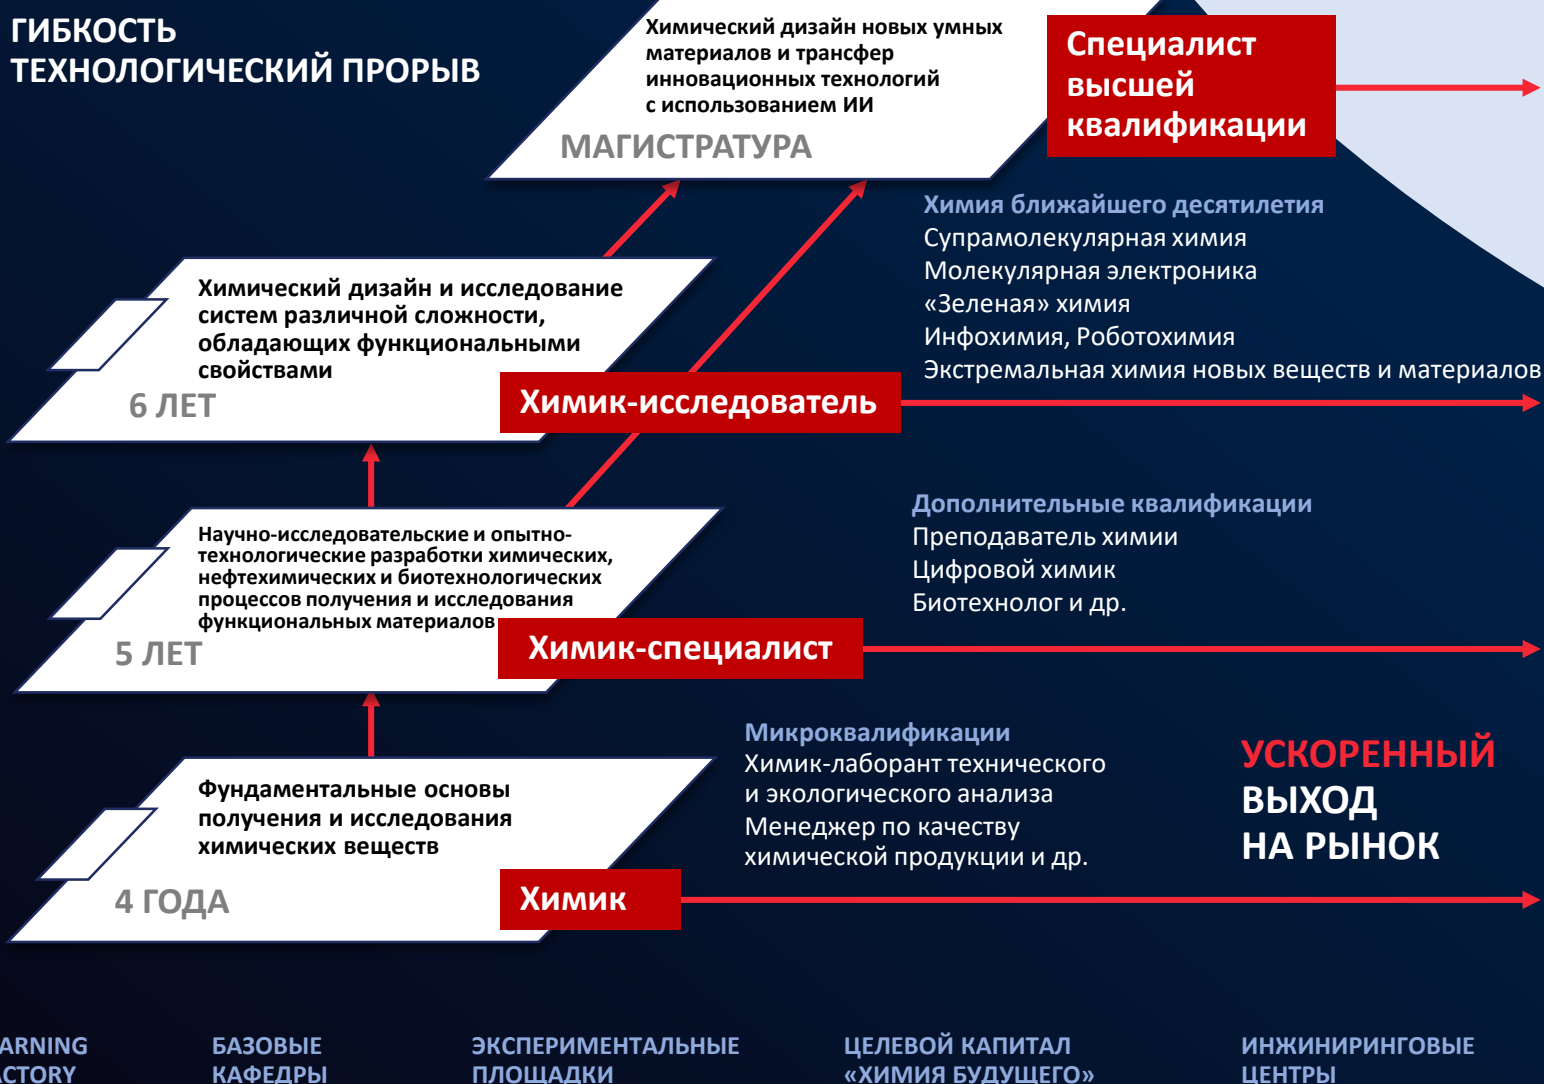 ГИБКОСТЬ
ТЕХНОЛОГИЧЕСКИЙ ПРОРЫВ
Химический дизайн новых умных
материалов и трансфер
инновационных технологий
с использованием ИИ
МАГИСТРАТУРА
Специалист
высшей
квалификации
Химия ближайшего десятилетия
Супрамолекулярная химия
Молекулярная электроника
«Зеленая» химия
Инфохимия, Роботохимия
Экстремальная химия новых веществ и материалов
Химический дизайн и исследование
систем различной сложности,
обладающих функциональными
свойствами
6 ЛЕТ
Химик-исследователь
Научно-исследовательские и опытно-
технологические разработки химических,
нефтехимических и биотехнологических
процессов получения и исследования
функциональных материалов
5 ЛЕТ
Химик-специалист
Дополнительные квалификации
Преподаватель химии
Цифровой химик
Биотехнолог и др.
Фундаментальные основы
получения и исследования
химических веществ
4 ГОДА
Химик
Микроквалификации
Химик-лаборант технического
и экологического анализа
Менеджер по качеству
химической продукции и др.
УСКОРЕННЫЙ
ВЫХОД
НА РЫНОК
ARNING
ACTORY
БАЗОВЫЕ
КАФЕДРЫ
ЭКСПЕРИМЕНТАЛЬНЫЕ
ПЛОЩАДКИ
ЦЕЛЕВОЙ КАПИТАЛ
«ХИМИЯ БУДУЩЕГО»
ИНЖИНИРИНГОВЫЕ
ЦЕНТРЫ